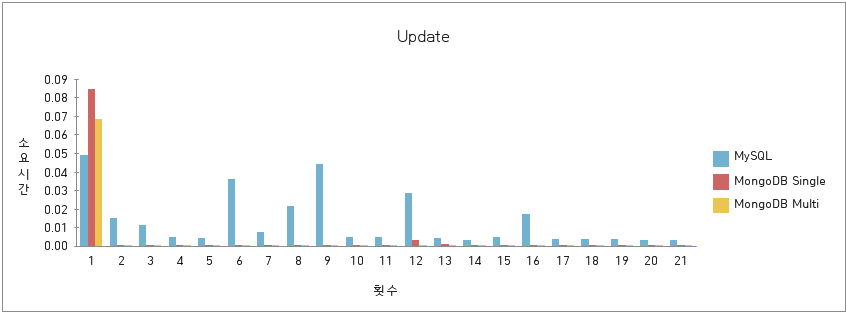 Update
0.09
0.08
0.07
0.06
0.05
0.04
0.03
0.02
0.01
0.00
소요시간
1 2 3 4 5 6 7 8 9 10 11 12 13 14 15 16 17 18 19 20 21
횟수
MySQL
MongoDB Single
MongoDB Multi